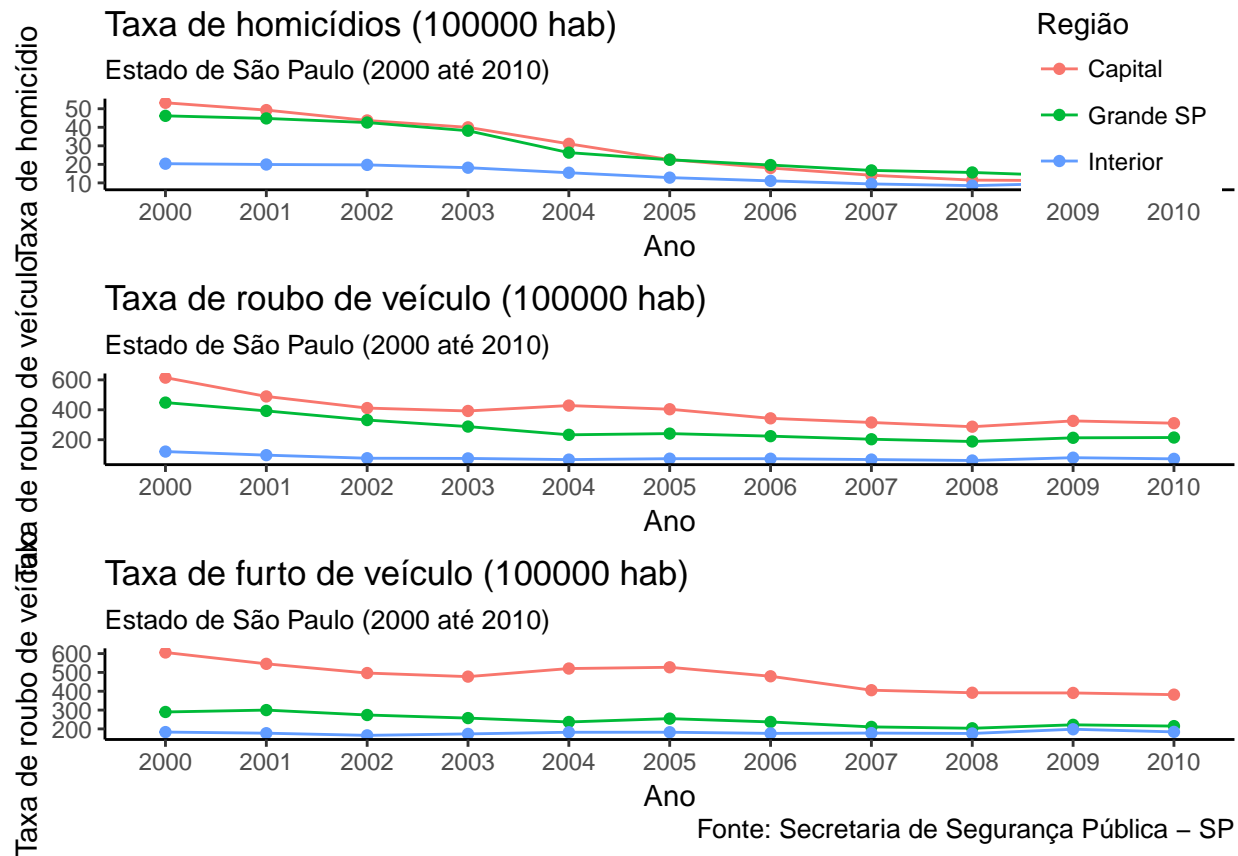 Taxa de homicídios (100000 hab)
Estado de São Paulo (2000 até 2010)
Região
Capital
Grande SP
Interior
Taxa de homicídio
50
40
30
20
10
2000 2001 2002 2003 2004 2005 2006 2007 2008 2009 2010
Ano
Taxa de roubo de veículo (100000 hab)
Estado de São Paulo (2000 até 2010)
Taxa de roubo de veículo
600
400
200
2000 2001 2002 2003 2004 2005 2006 2007 2008 2009 2010
Ano
Taxa de furto de veículo (100000 hab)
Estado de São Paulo (2000 até 2010)
Taxa de roubo de veículo
600
500
400
300
200
2000 2001 2002 2003 2004 2005 2006 2007 2008 2009 2010
Ano
Fonte: Secretaria de Segurança Pública – SP